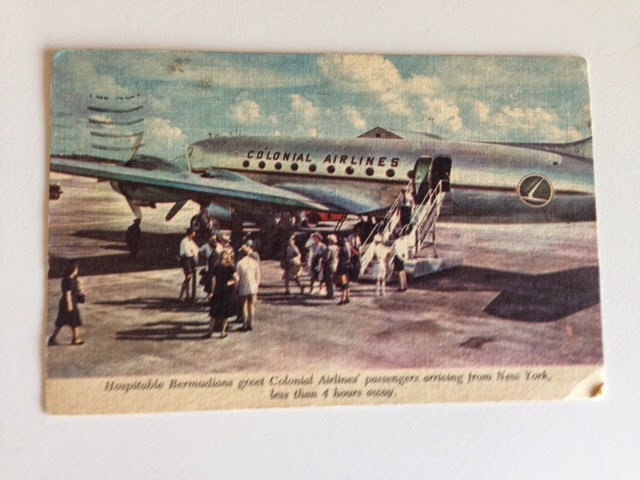 COLONIAL AIRLINES
Hospitable Bermudians greet Colonial Airlines' passengers arriving from New York,
less than 4 hours away.